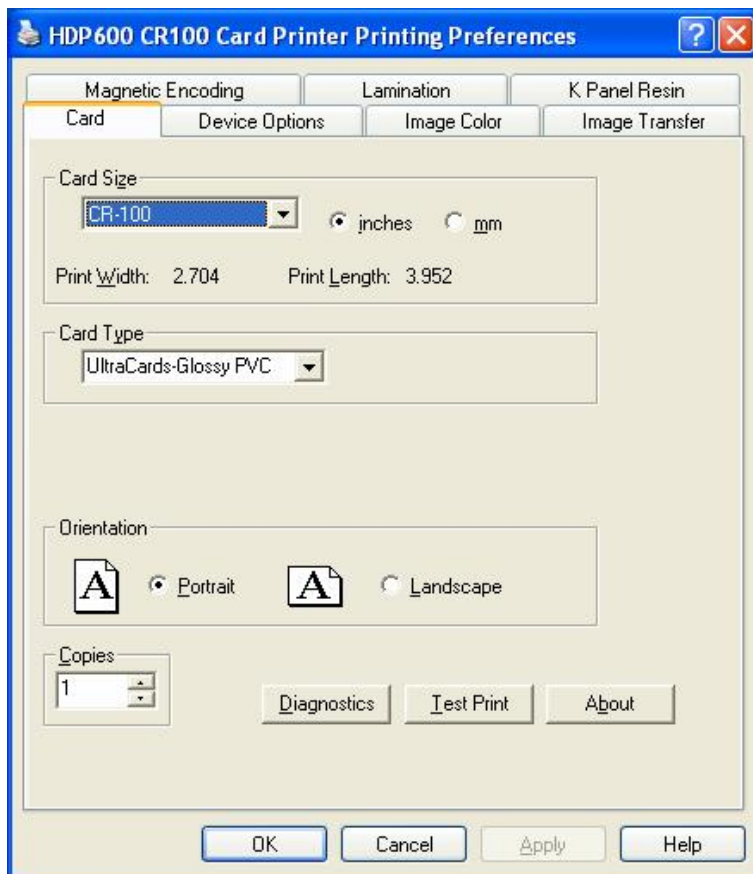 HDP600 CR100 Card Printer Printing Preferences
Magnetic Encoding Lamination K Panel Resin
Card Device Options Image Color Image Transfer
Card Size
CR-100 inches mm
Print Width: 2.704 Print Length: 3.952
Card Type
UltraCards-Glossy PVC
Orientation
A Portrait A Landscape
Copies
1
Diagnostics Test Print About
OK Cancel Apply Help